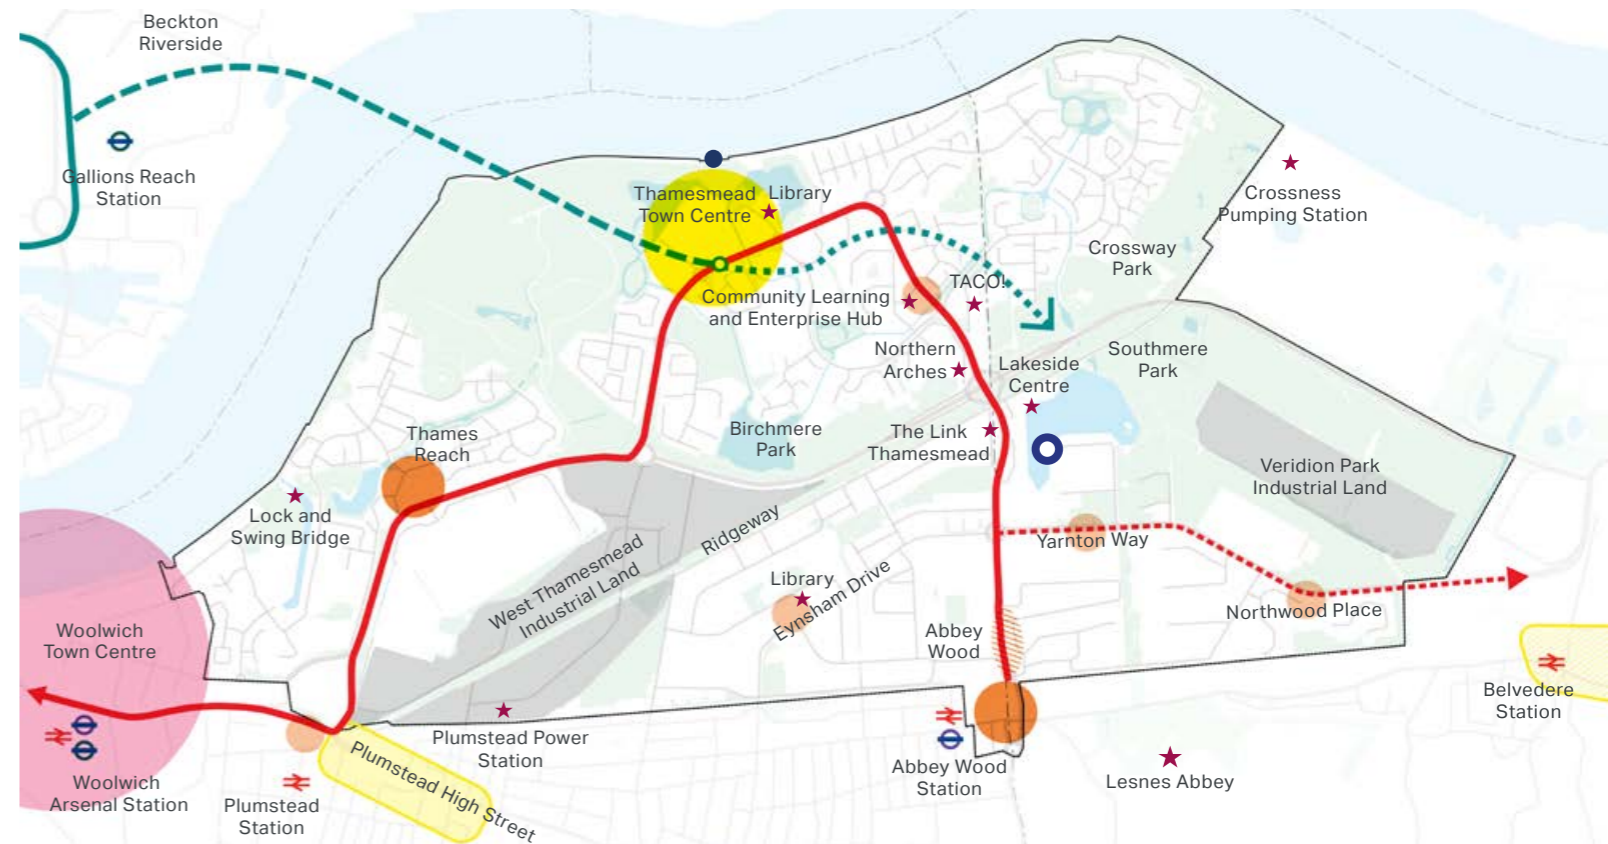 Beckton
Riverside
Gallions Reach
Station
Thamesmead
Town Centre
Library
Crossness
Pumping Station
Crossway
Park
TACO!
Community Learning
and Enterprise Hub
Northern
Arches
Lakeside
Centre
Southmere
Park
Thames
Reach
Birchmere
Park
The Link
Thamesmead
Veridion Park
Industrial Land
Lock and
Swing Bridge
Ridgeway
West Thamesmead
Industrial Land
Yarnton Way
Library
Eynsham Drive
Northwood Place
Woolwich
Town Centre
Abbey
Wood
Belvedere
Station
Plumstead Power
Station
Plumstead High Street
Abbey Wood
Station
Lesnes Abbey
Woolwich
Arsenal Station
Plumstead
Station